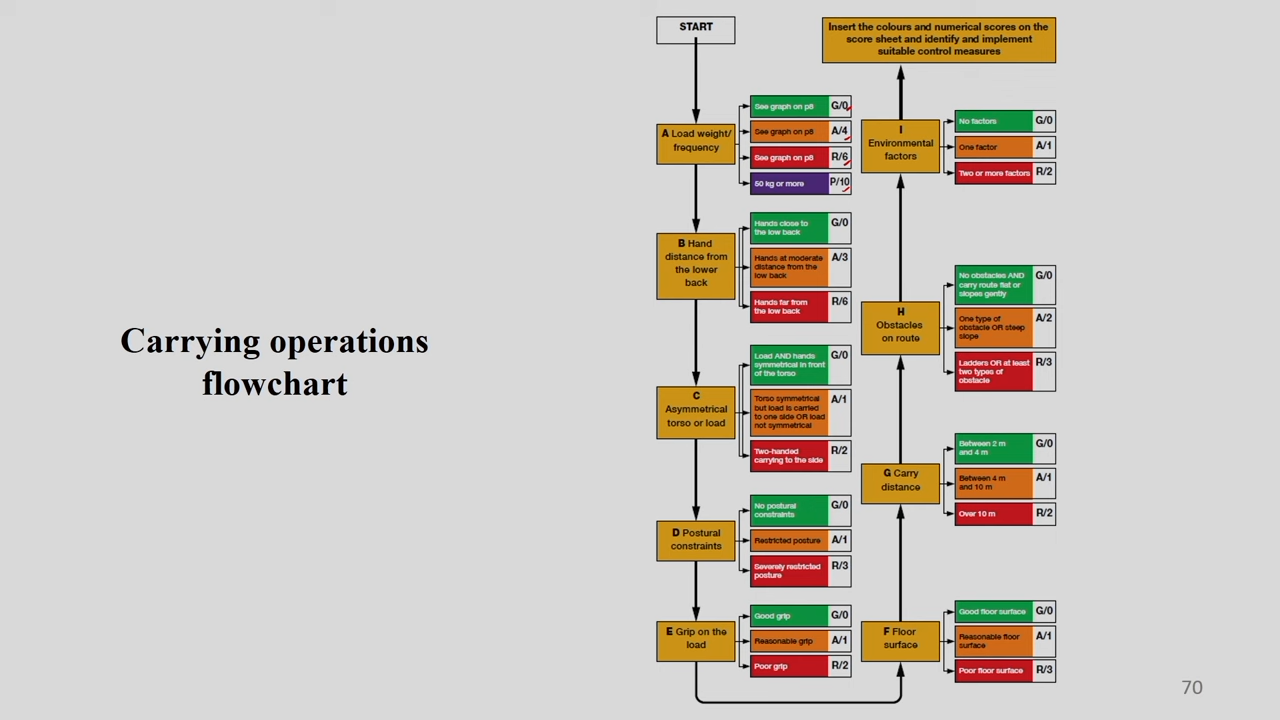 Carrying operations
flowchart
START
A Load weight/
frequency
See graph on p8 G/0
See graph on p8 A/4
See graph on p8 R/6
50 kg or more P/10
B Hand
distance from
the lower
back
Hands close to
the low back G/0
Hands at moderate
distance from the
low back A/3
Hands far from
the low back R/6
C
Asymmetrical
torso or load
Load AND hands
symmetrical in front
of the torso G/0
Torso symmetrical
but load is carried
to one side OR load
not symmetrical A/1
Two-handed
carrying to the side R/2
D Postural
constraints
No postural
constraints G/0
Restricted posture A/1
Severely restricted
posture R/3
E Grip on the
load
Good grip G/0
Reasonable grip A/1
Poor grip R/2
F Floor
surface
Good floor surface G/0
Reasonable floor
surface A/1
Poor floor surface R/3
G Carry
distance
Between 2 m
and 4 m G/0
Between 4 m
and 10 m A/1
Over 10 m R/2
H
Obstacles
on route
No obstacles AND
carry route flat or
slopes gently G/0
One type of
obstacle OR steep
slope A/2
Ladders OR at least
two types of
obstacle R/3
I
Environmental
factors
No factors G/0
One factor A/1
Two or more factors R/2
Insert the colours and numerical scores on the
score sheet and identify and implement
suitable control measures
70